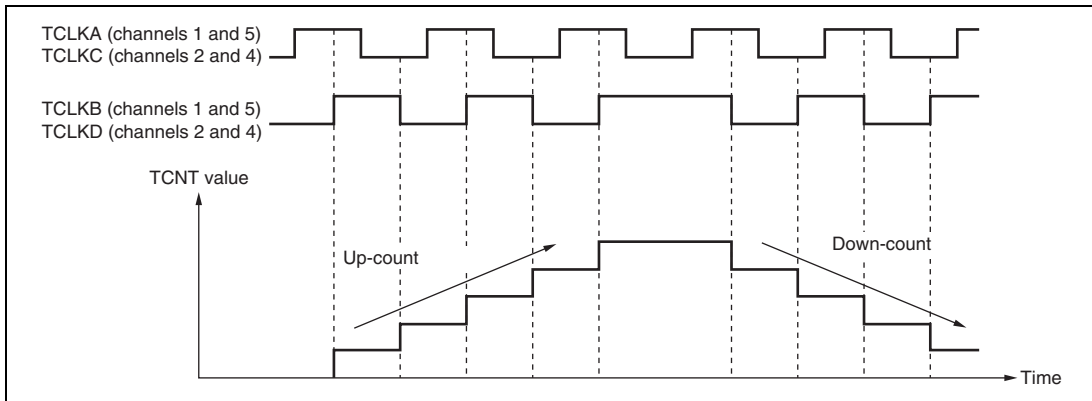 TCLKA (channels 1 and 5)
TCLKC (channels 2 and 4)
TCLKB (channels 1 and 5)
TCLKD (channels 2 and 4)
TCNT value
Up-count
Down-count
Time